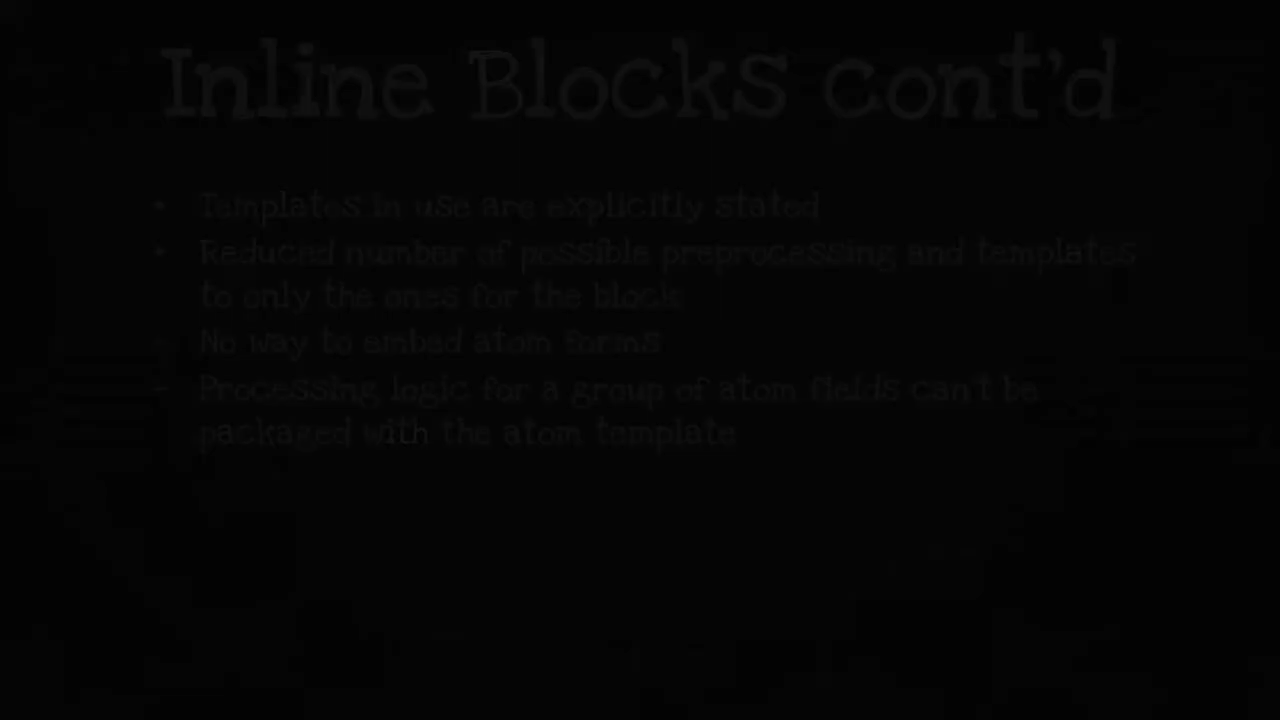 Inline Blocks cont'd
• Templates in use are explicitly stated
• Reduced number of possible preprocessing and templates
to only the ones for the block
- No way to embed atom forms
- Processing logic for a group of atom fields can't be
packaged with the atom template